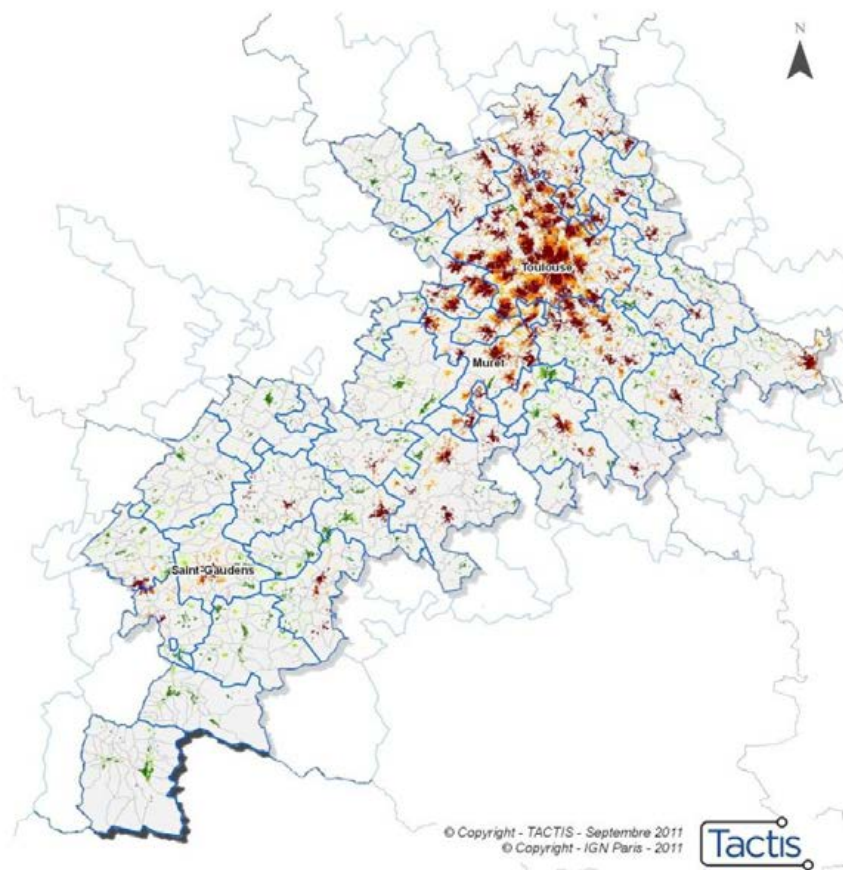 N
Toulouse
Muret
Saint-Gaudens
© Copyright - TACTIS - Septembre 2011
© Copyright - IGN Paris - 2011
Tactis